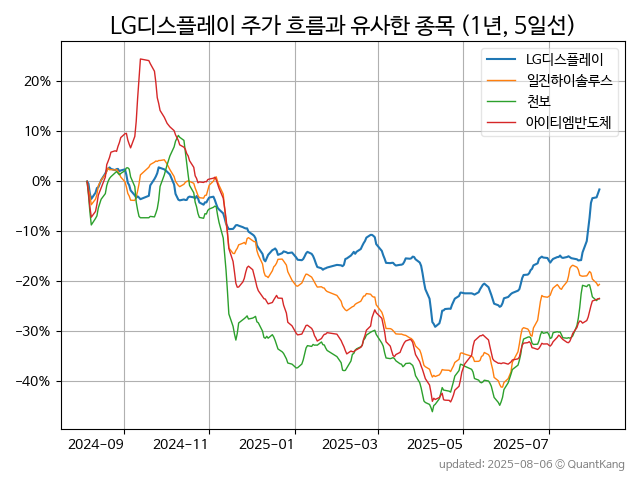 LG디스플레이 주가 흐름과 유사한 종목 (1년, 5일선)
LG디스플레이
일진하이솔루스
천보
아이티엠반도체
20%
10%
0%
−10%
−20%
−30%
−40%
2024-09
2024-11
2025-01
2025-03
2025-05
2025-07
updated: 2025-08-06 © QuantKang